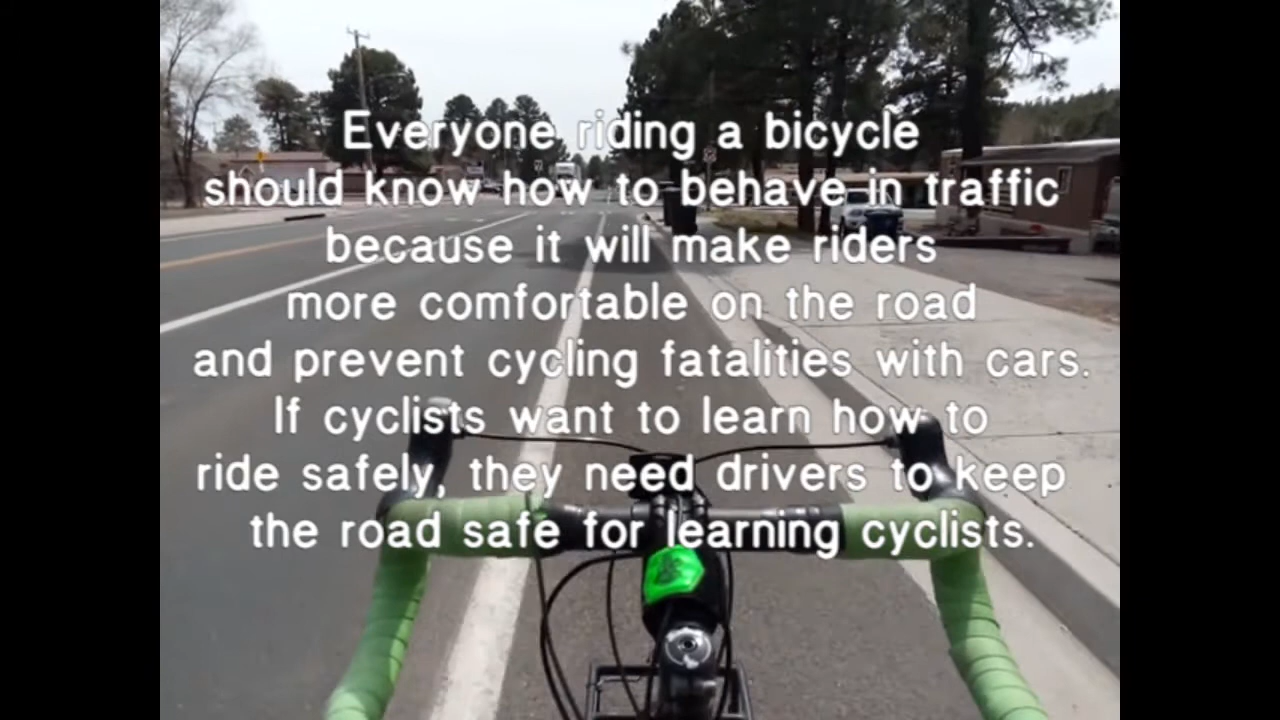 Everyone riding a bicycle
should know how to behave in traffic
because it will make riders
more comfortable on the road
and prevent cycling fatalities with cars.
If cyclists want to learn how to
ride safely, they need drivers to keep
the road safe for learning cyclists.